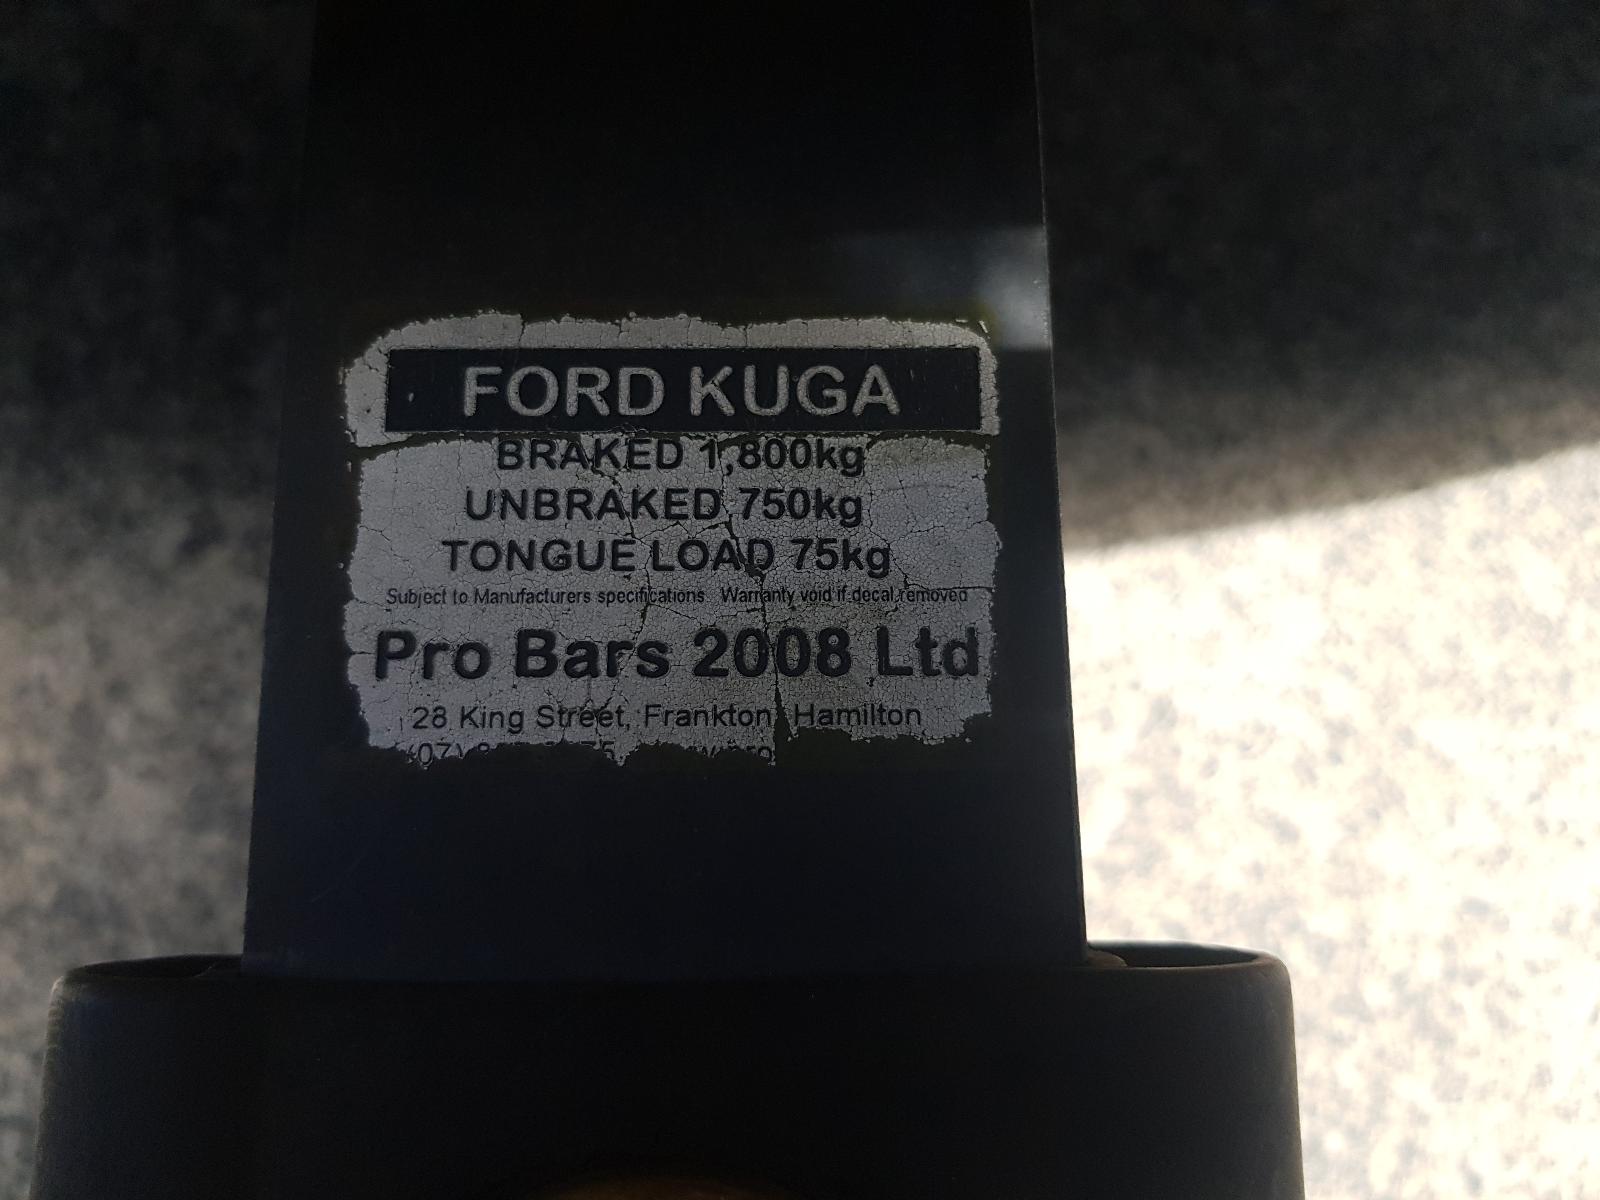 FORD KUGA
BRAKED 1,800kg
UNBRAKED 750kg
TONGUE LOAD 75kg
Subject to Manufacturers specifications Warranty void if decal removed
Pro Bars 2008 Ltd
28 King Street, Frankton, Hamilton
(07)